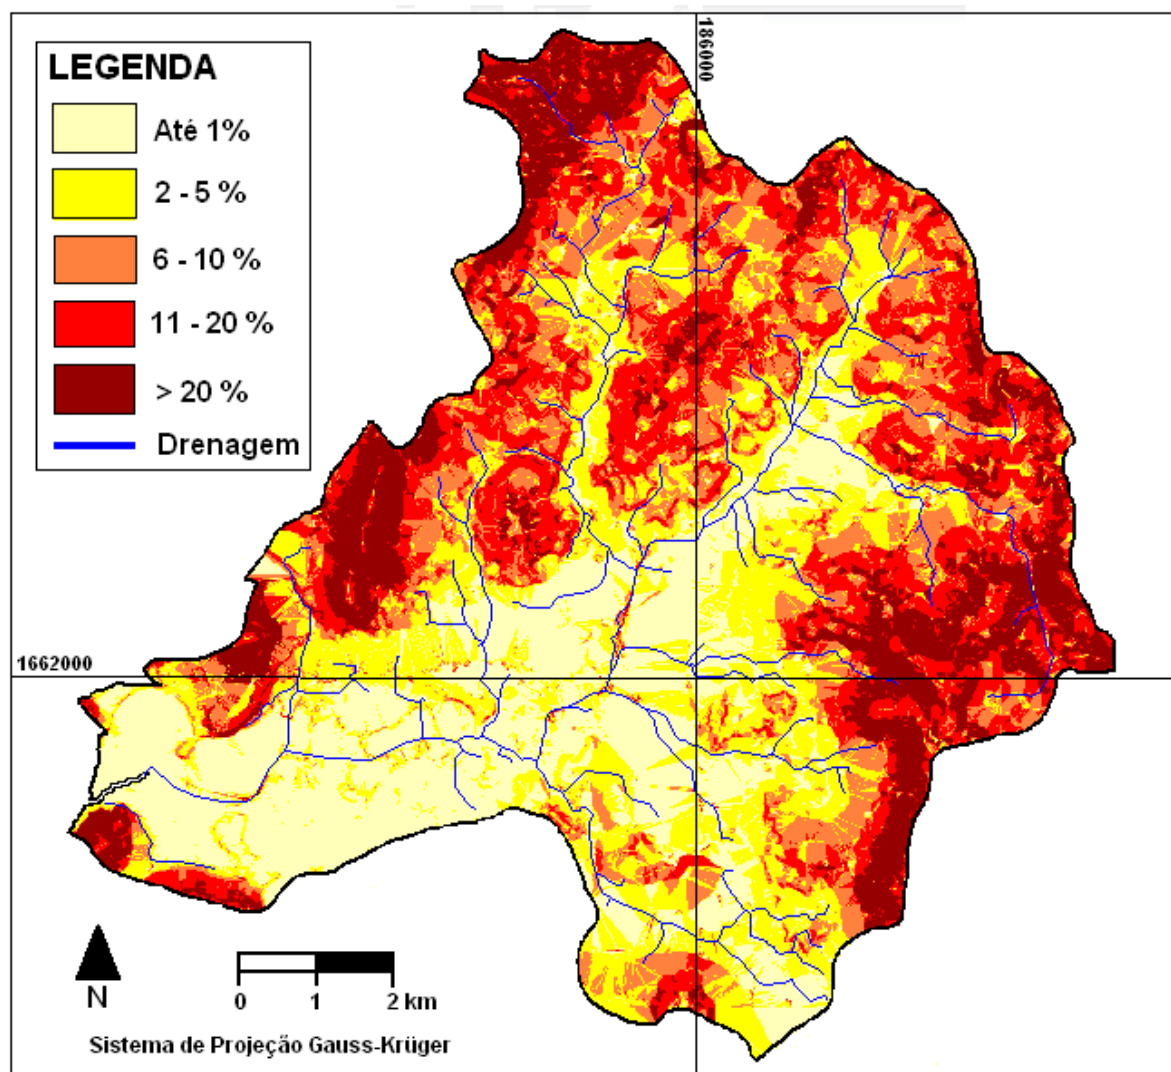 LEGENDA
Até 1%
2 - 5 %
6 - 10 %
11 - 20 %
> 20 %
Drenagem
186000
1662000
N
0 1 2 km
Sistema de Projeção Gauss-Krüger